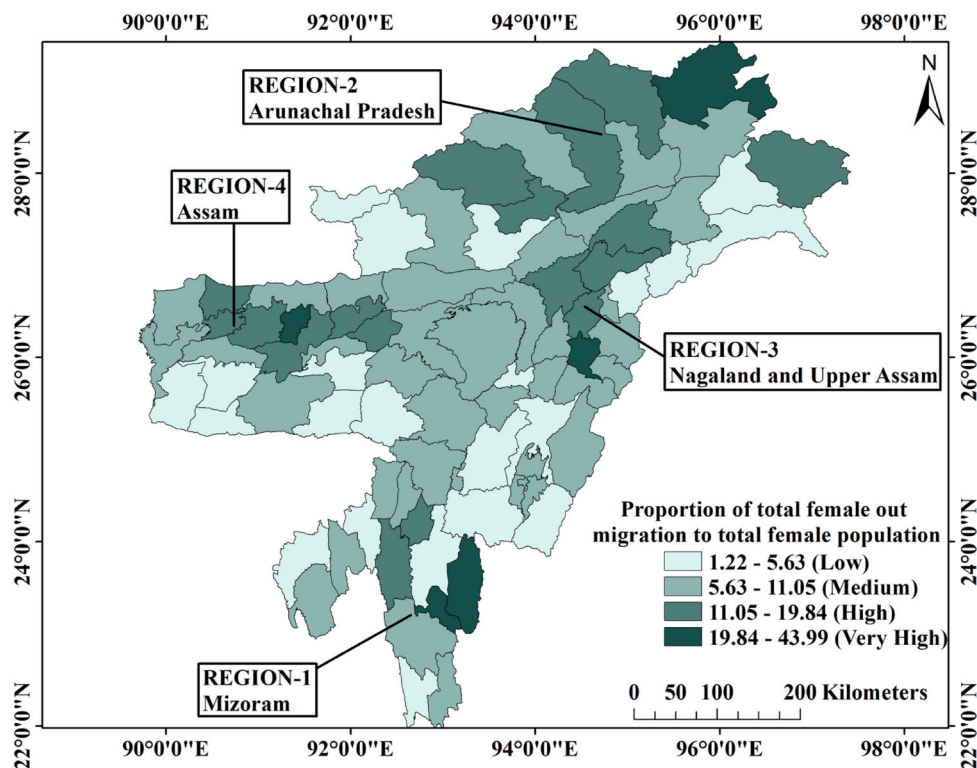 90°0'0"E 92°0'0"E 94°0'0"E 96°0'0"E 98°0'0"E
N
REGION-2
Arunachal Pradesh
28°0'0"N
28°0'0"N
REGION-4
Assam
26°0'0"N
26°0'0"N
REGION-3
Nagaland and Upper Assam
Proportion of total female out
migration to total female population
1.22 - 5.63 (Low)
5.63 - 11.05 (Medium)
11.05 - 19.84 (High)
19.84 - 43.99 (Very High)
24°0'0"N
24°0'0"N
REGION-1
Mizoram
0 50 100 200 Kilometers
22°0'0"N
22°0'0"N
90°0'0"E 92°0'0"E 94°0'0"E 96°0'0"E 98°0'0"E